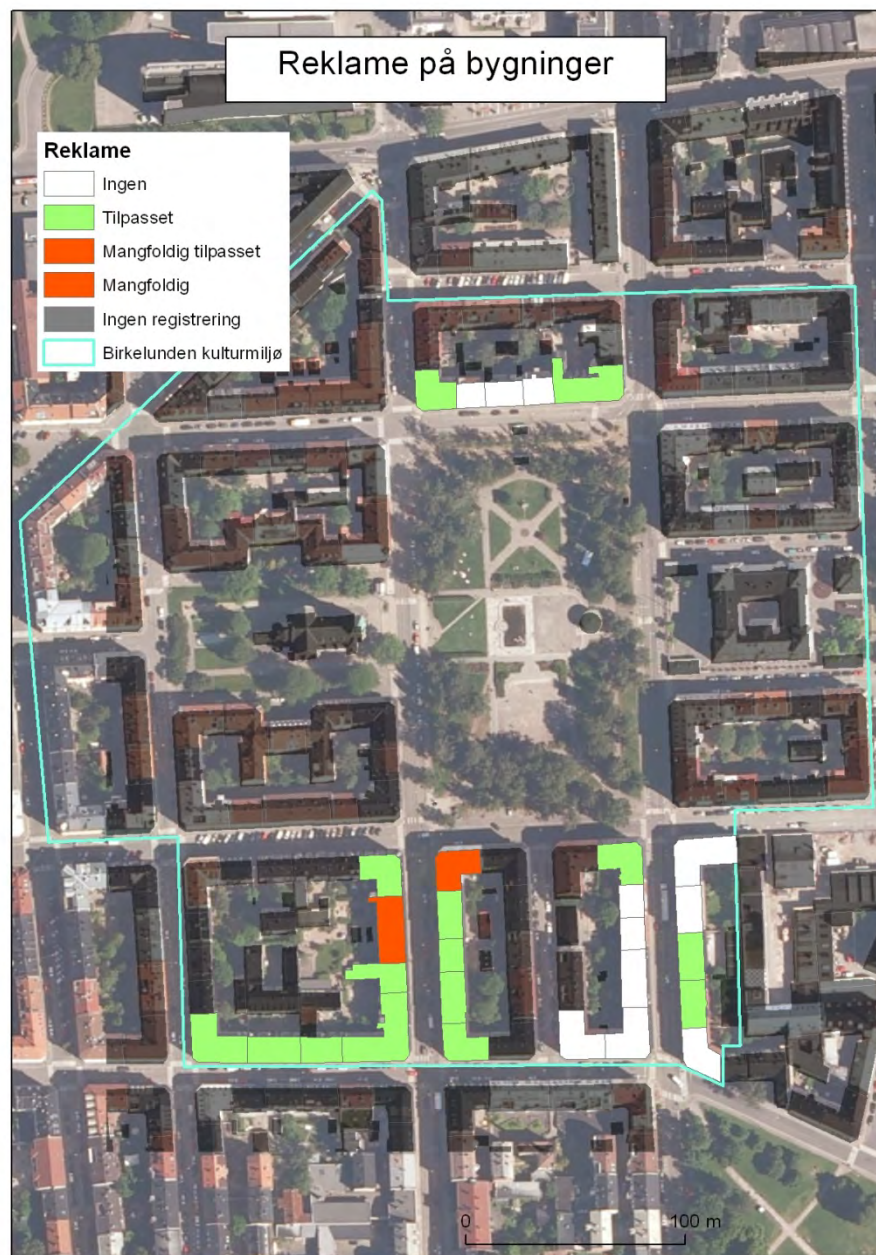 Reklame på bygninger
Reklame
Ingen
Tilpasset
Mangfoldig tilpasset
Mangfoldig
Ingen registrering
Birkelunden kulturmiljø
0 100 m